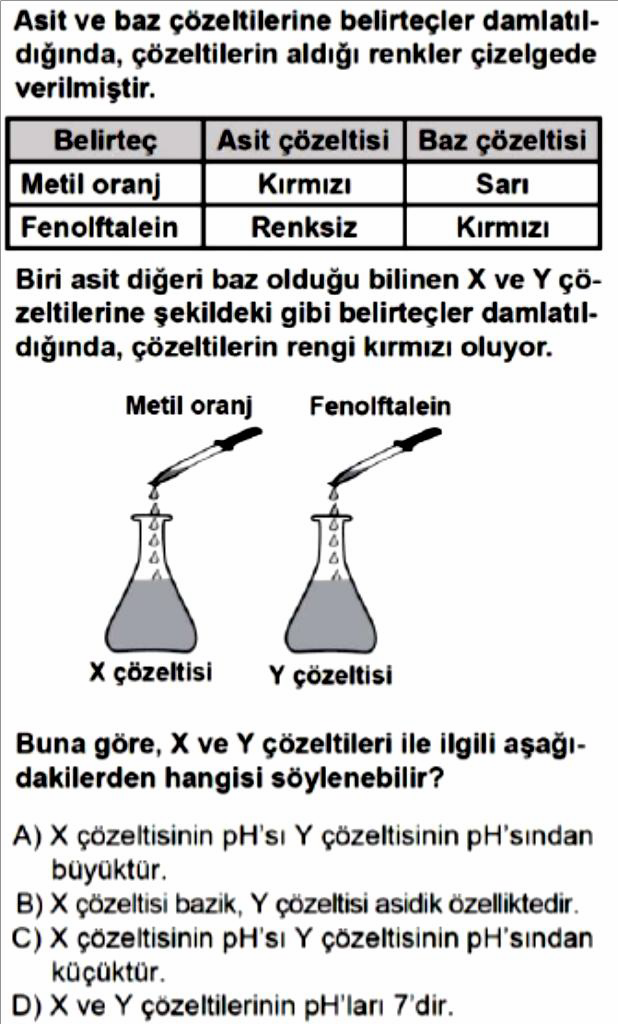 Asit ve baz çözeltilerine belirteçler damlatıl-
dığında, çözeltilerin aldığı renkler çizelgede
verilmiştir.
Belirteç Asit çözeltisi Baz çözeltisi
Metil oranj Kırmızı Sarı
Fenolftalein Renksiz Kırmızı
Biri asit diğeri baz olduğu bilinen X ve Y çö-
zeltilerine şekildeki gibi belirteçler damlatıl-
dığında, çözeltilerin rengi kırmızı oluyor.
Metil oranj Fenolftalein
X çözeltisi Y çözeltisi
Buna göre, X ve Y çözeltileri ile ilgili aşağı-
dakilerden hangisi söylenebilir?
A) X çözeltisinin pH'sı Y çözeltisinin pH'sından
büyüktür.
B) X çözeltisi bazik, Y çözeltisi asidik özelliktedir.
C) X çözeltisinin pH'sı Y çözeltisinin pH'sından
küçüktür.
D) X ve Y çözeltilerinin pH'ları 7'dir.